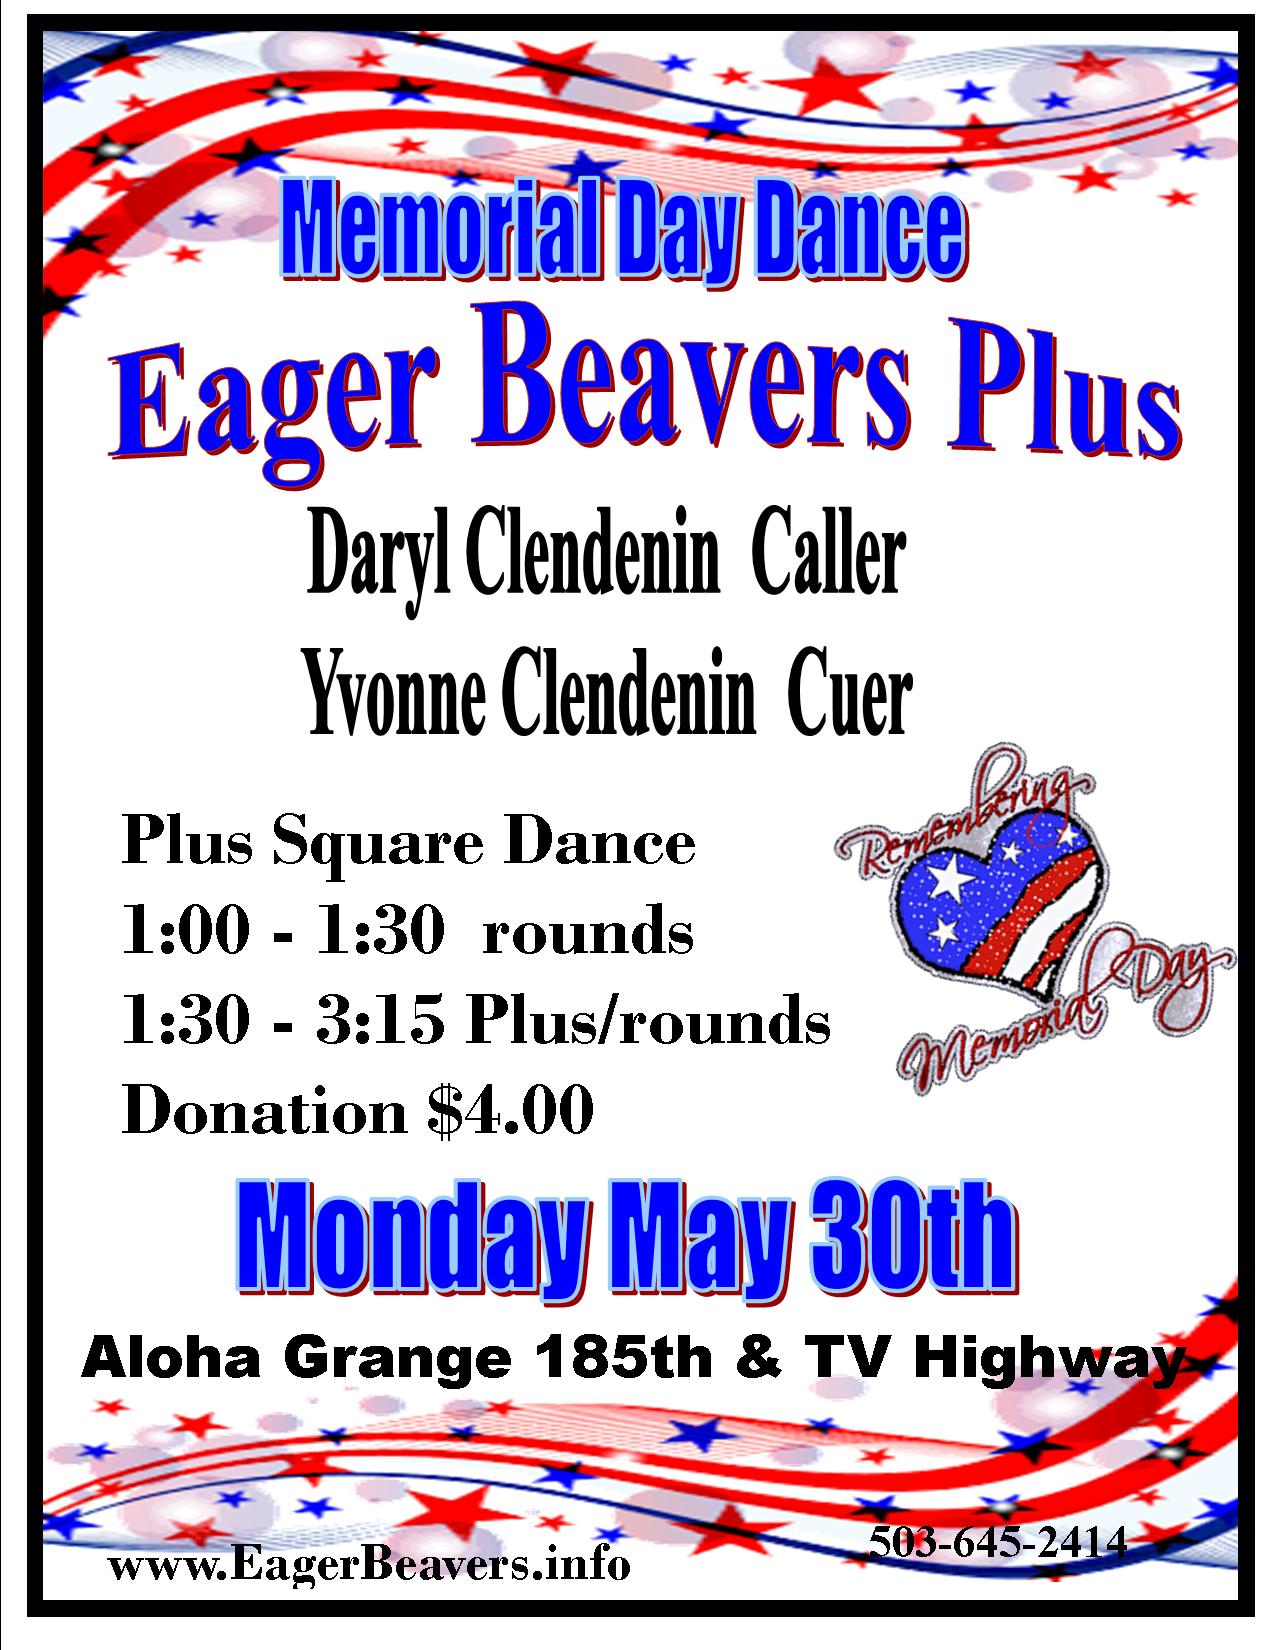 Memorial Day Dance
Eager Beavers Plus
Daryl Clendenin Caller
Yvonne Clendenin Cuer
Remembering
Memorial Day
Plus Square Dance
1:00 - 1:30 rounds
1:30 - 3:15 Plus/rounds
Donation $4.00
Monday May 30th
Aloha Grange 185th & TV Highway
www.EagerBeavers.info
503-645-2414